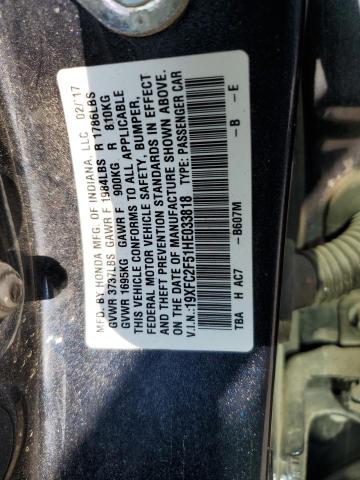 MFD. BY HONDA MFG. OF INDIANA, LLC 02/17
GVWR 3737LBS GAWR F 1984LBS R 1786LBS
GVWR 1695KG GAWR F 900KG R 810KG
THIS VEHICLE CONFORMS TO ALL APPLICABLE
FEDERAL MOTOR VEHICLE SAFETY, BUMPER,
AND THEFT PREVENTION STANDARDS IN EFFECT
ON THE DATE OF MANUFACTURE SHOWN ABOVE.
V.I.N.:19XFC2F51HE033818 TYPE: PASSENGER CAR
TBA H AC7 -B607M -B -E